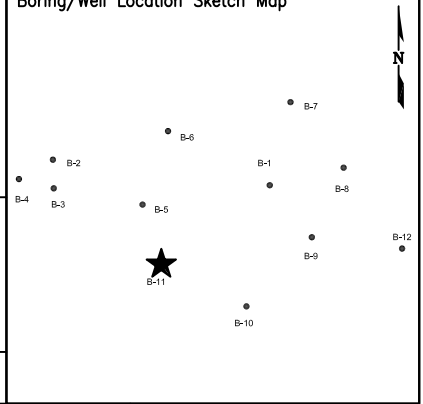 Boring/Well Location Sketch Map
N
B-7
B-6
B-2
B-1
B-8
B-4
B-3
B-5
B-12
B-9
B-11
B-10